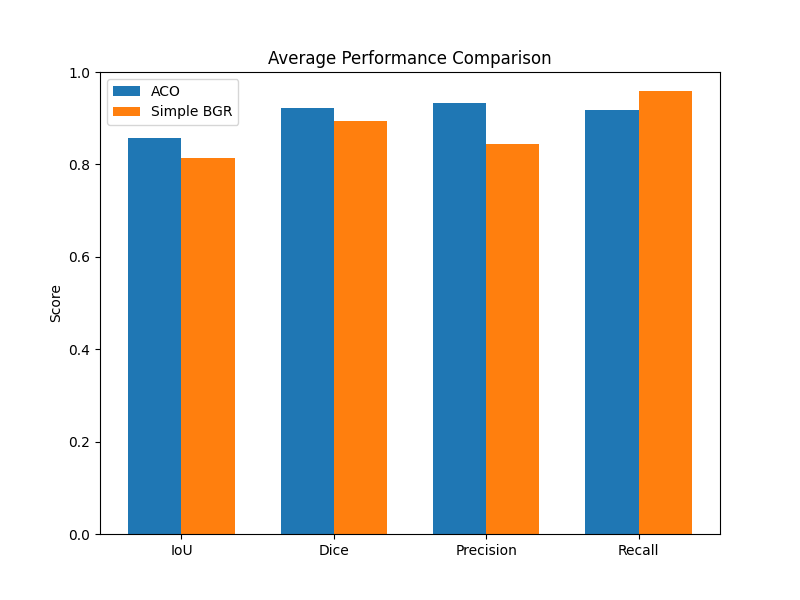 Average Performance Comparison
ACO
Simple BGR
Score
1.0
0.8
0.6
0.4
0.2
0.0
IoU
Dice
Precision
Recall